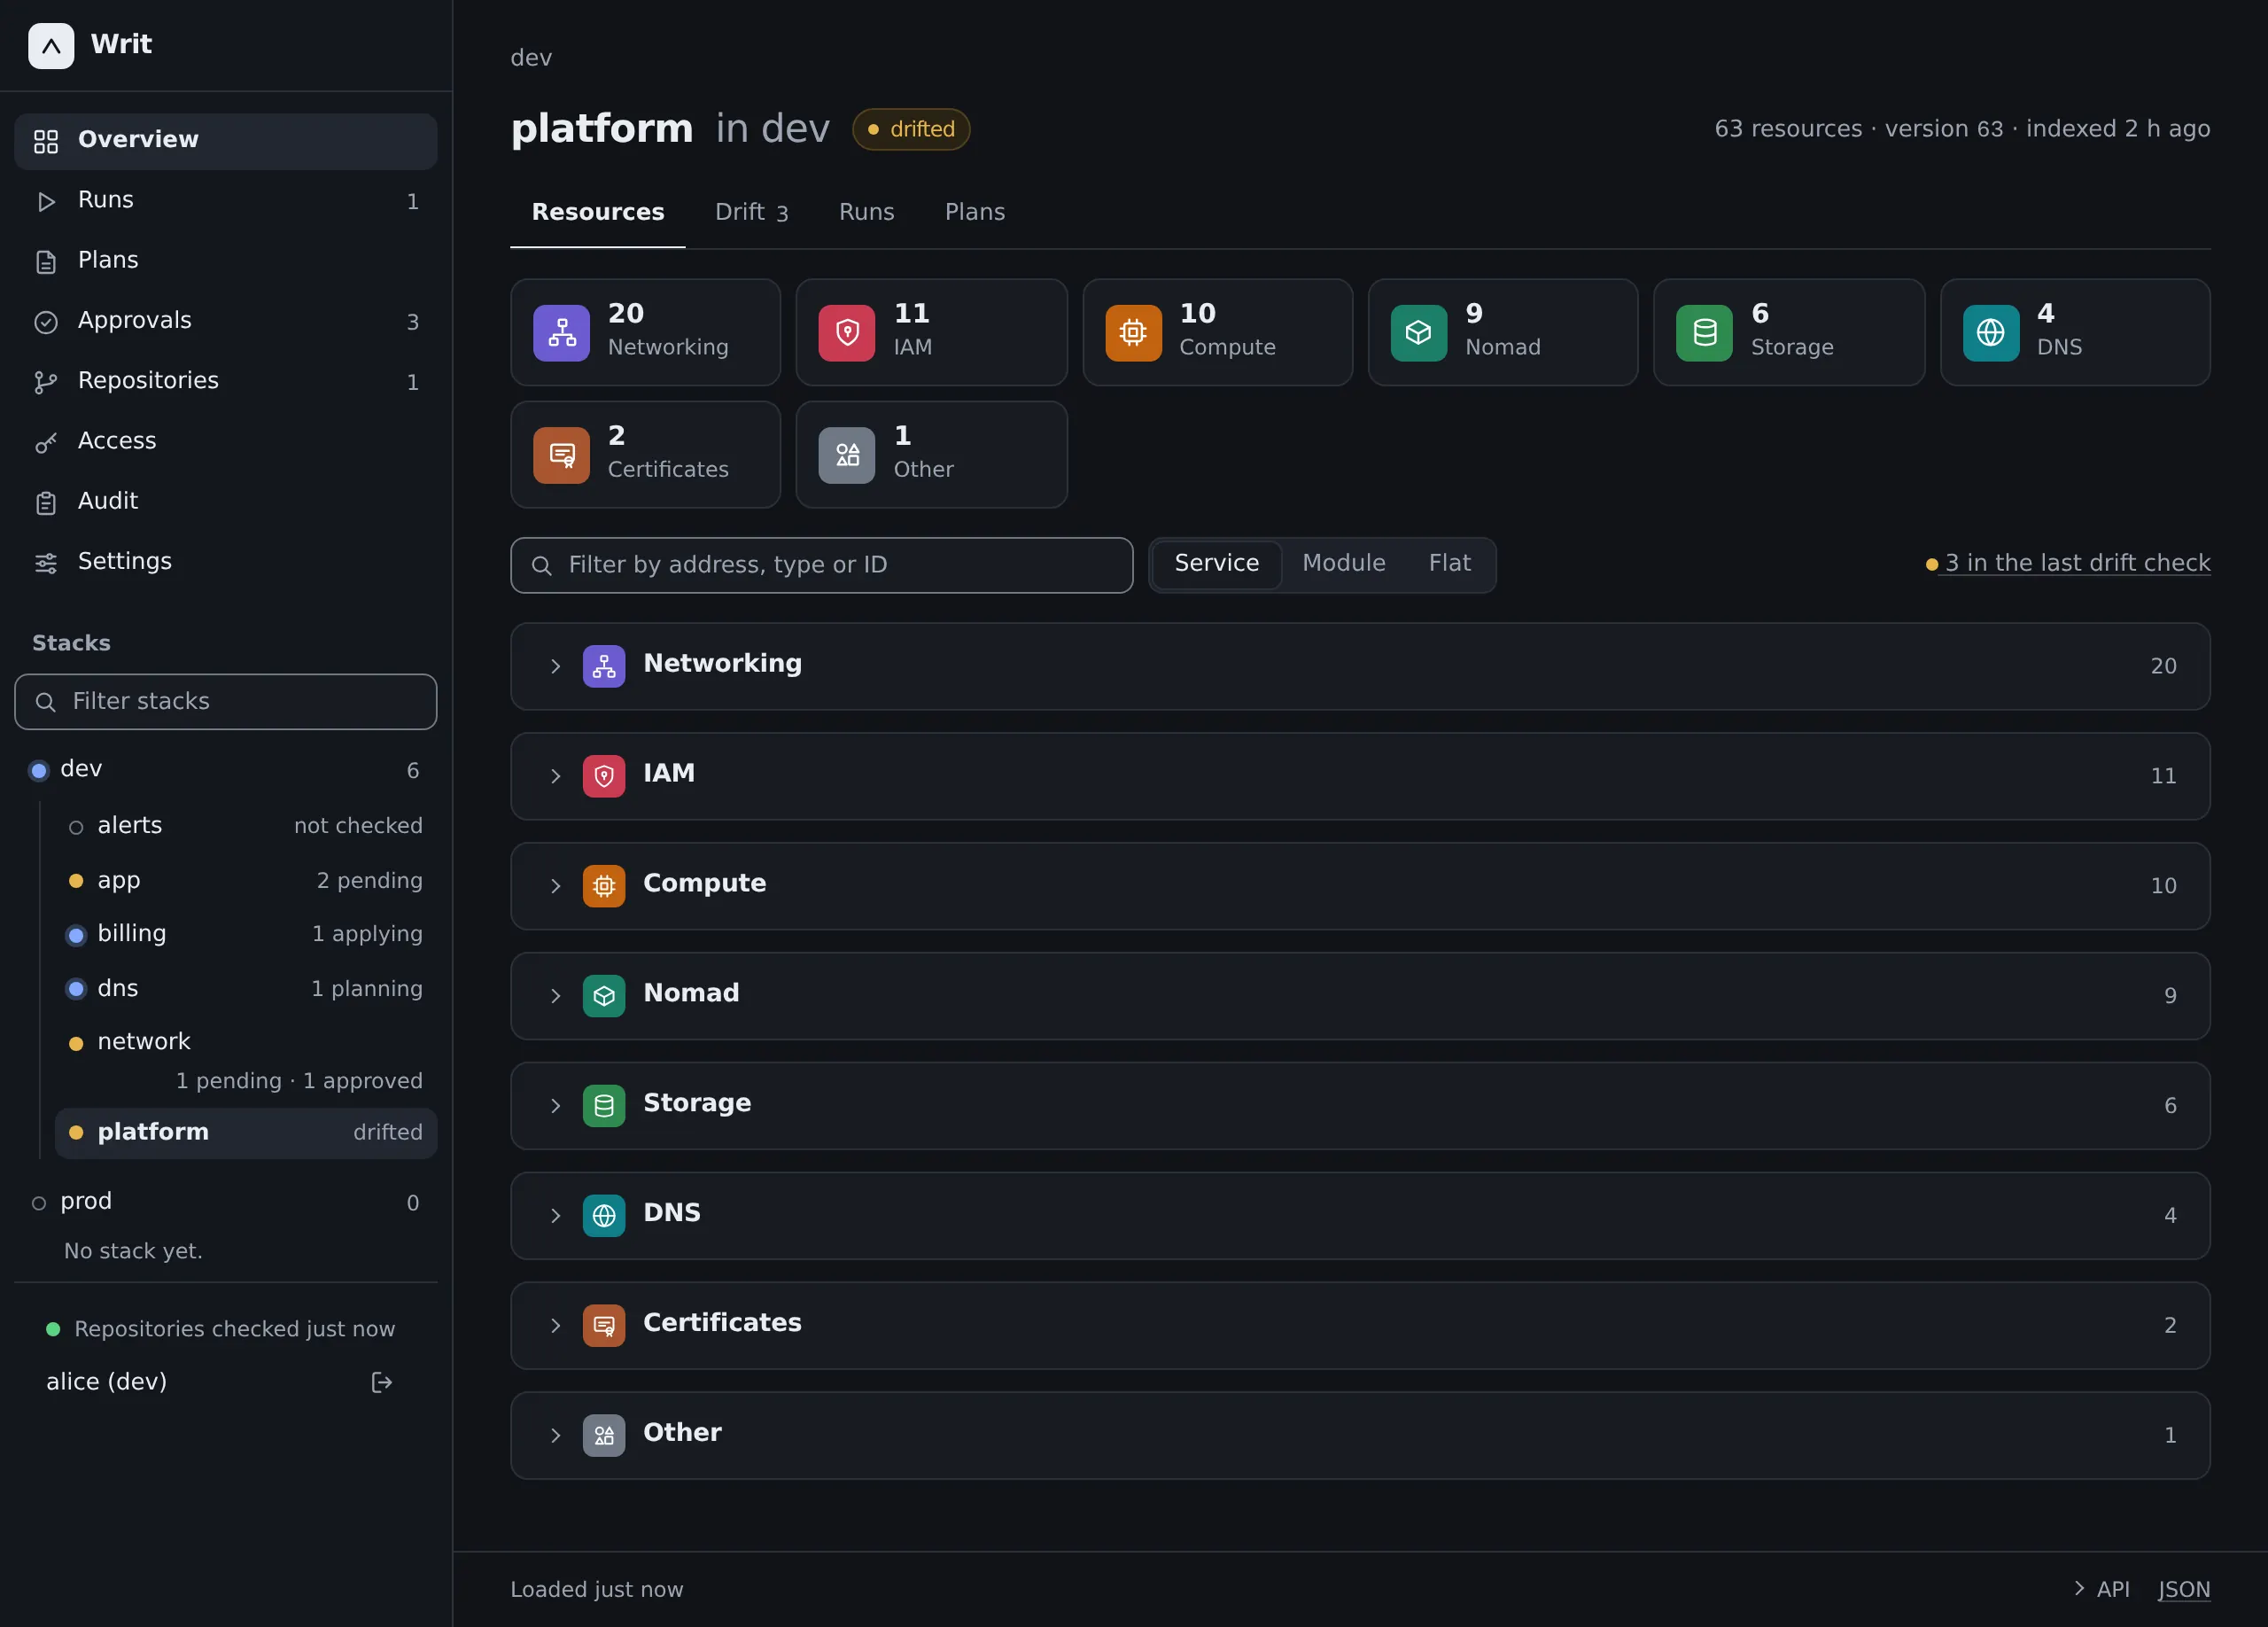 Writ
Overview
Runs 1
Plans
Approvals 3
Repositories 1
Access
Audit
Settings
Stacks
Filter stacks
dev 6
alerts not checked
app 2 pending
billing 1 applying
dns 1 planning
network
1 pending · 1 approved
platform drifted
prod 0
No stack yet.
Repositories checked just now
alice (dev)
dev
platform in dev drifted
63 resources · version 63 · indexed 2 h ago
Resources Drift 3 Runs Plans
20
Networking
11
IAM
10
Compute
9
Nomad
6
Storage
4
DNS
2
Certificates
1
Other
Filter by address, type or ID
Service Module Flat
3 in the last drift check
Networking 20
IAM 11
Compute 10
Nomad 9
Storage 6
DNS 4
Certificates 2
Other 1
Loaded just now
API JSON